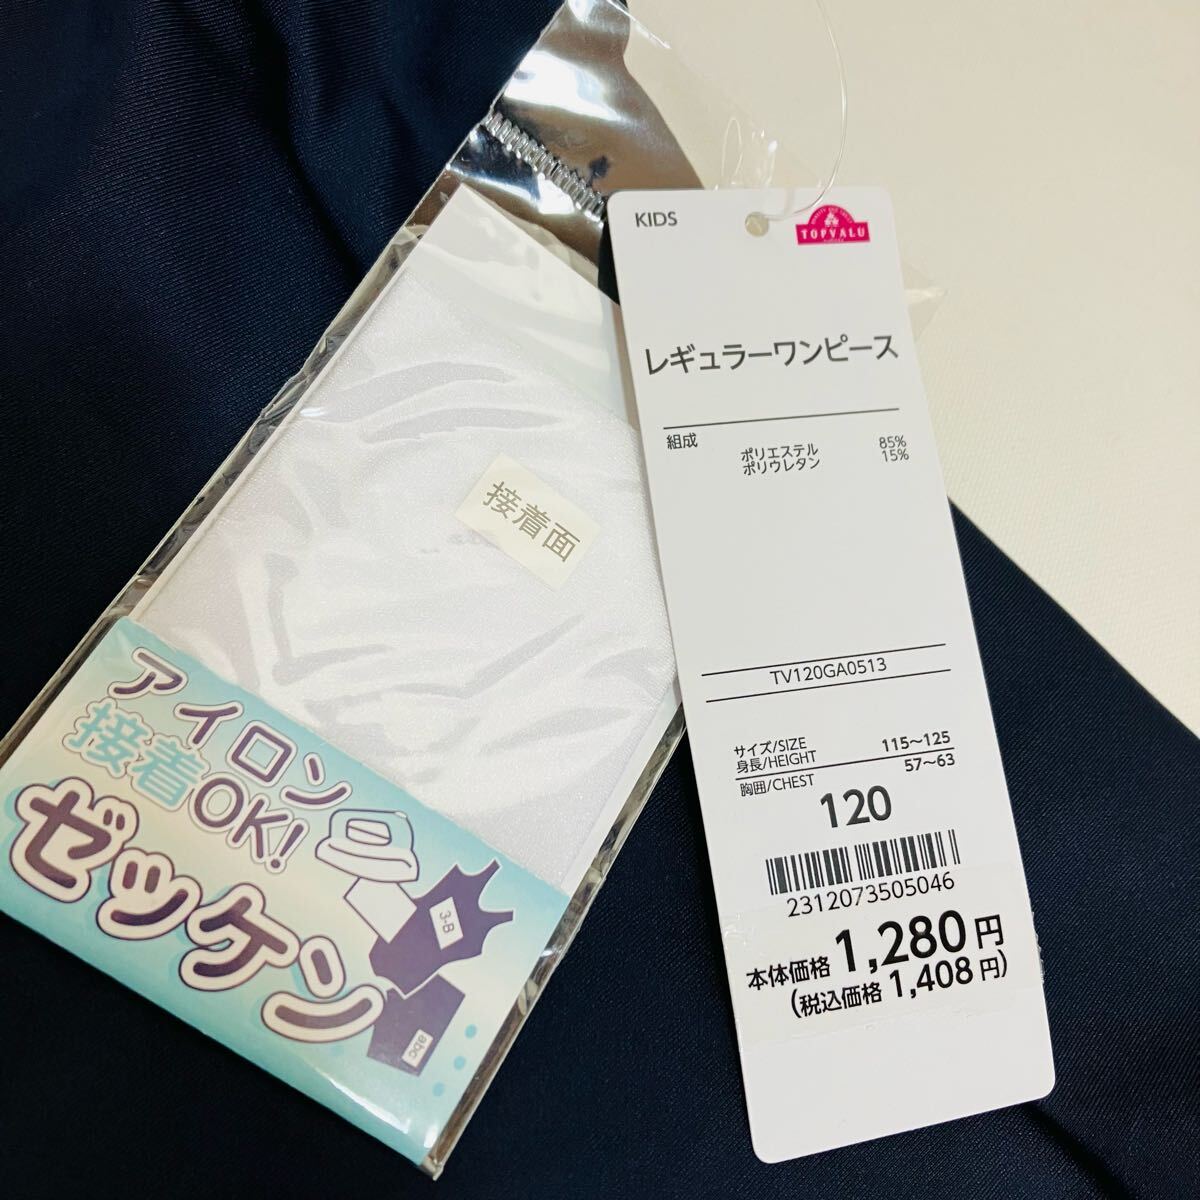 KIDS
TOPVALU
レギュラーワンピース
組成
ポリエステル 85%
ポリウレタン 15%
TV120GA0513
サイズ/SIZE
身長/HEIGHT 115～125
胸囲/CHEST 57～63
120
2312073505046
本体価格 1,280円
(税込価格 1,408円)
接着面
アイロン
接着OK!
ゼッケン
3-B
abc